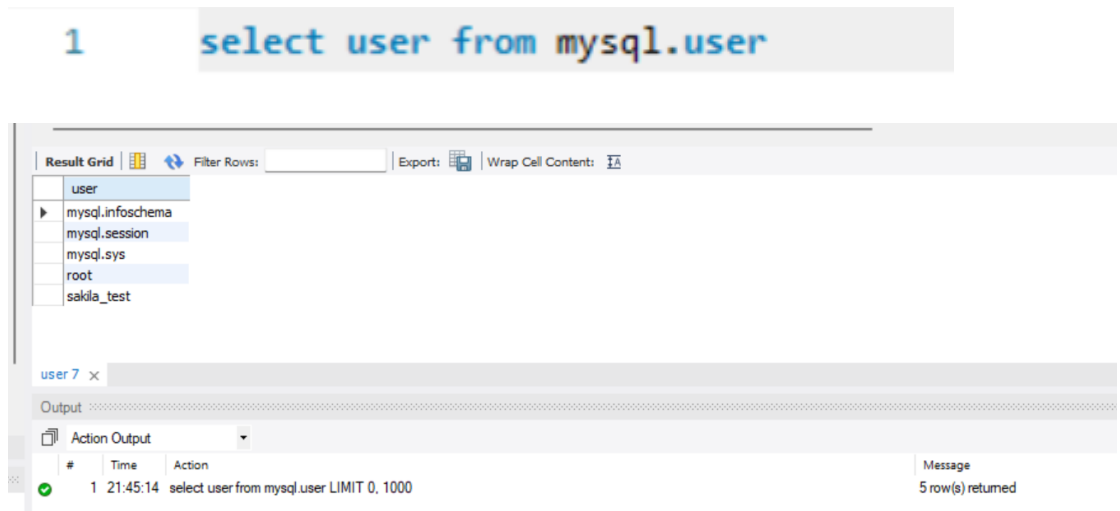 1 select user from mysql.user
Result Grid Filter Rows: Export: Wrap Cell Content: IA
user
mysql.infoschema
mysql.session
mysql.sys
root
sakila_test
user 7 ×
Output
Action Output
# Time Action Message
1 21:45:14 select user from mysql.user LIMIT 0, 1000 5 row(s) returned